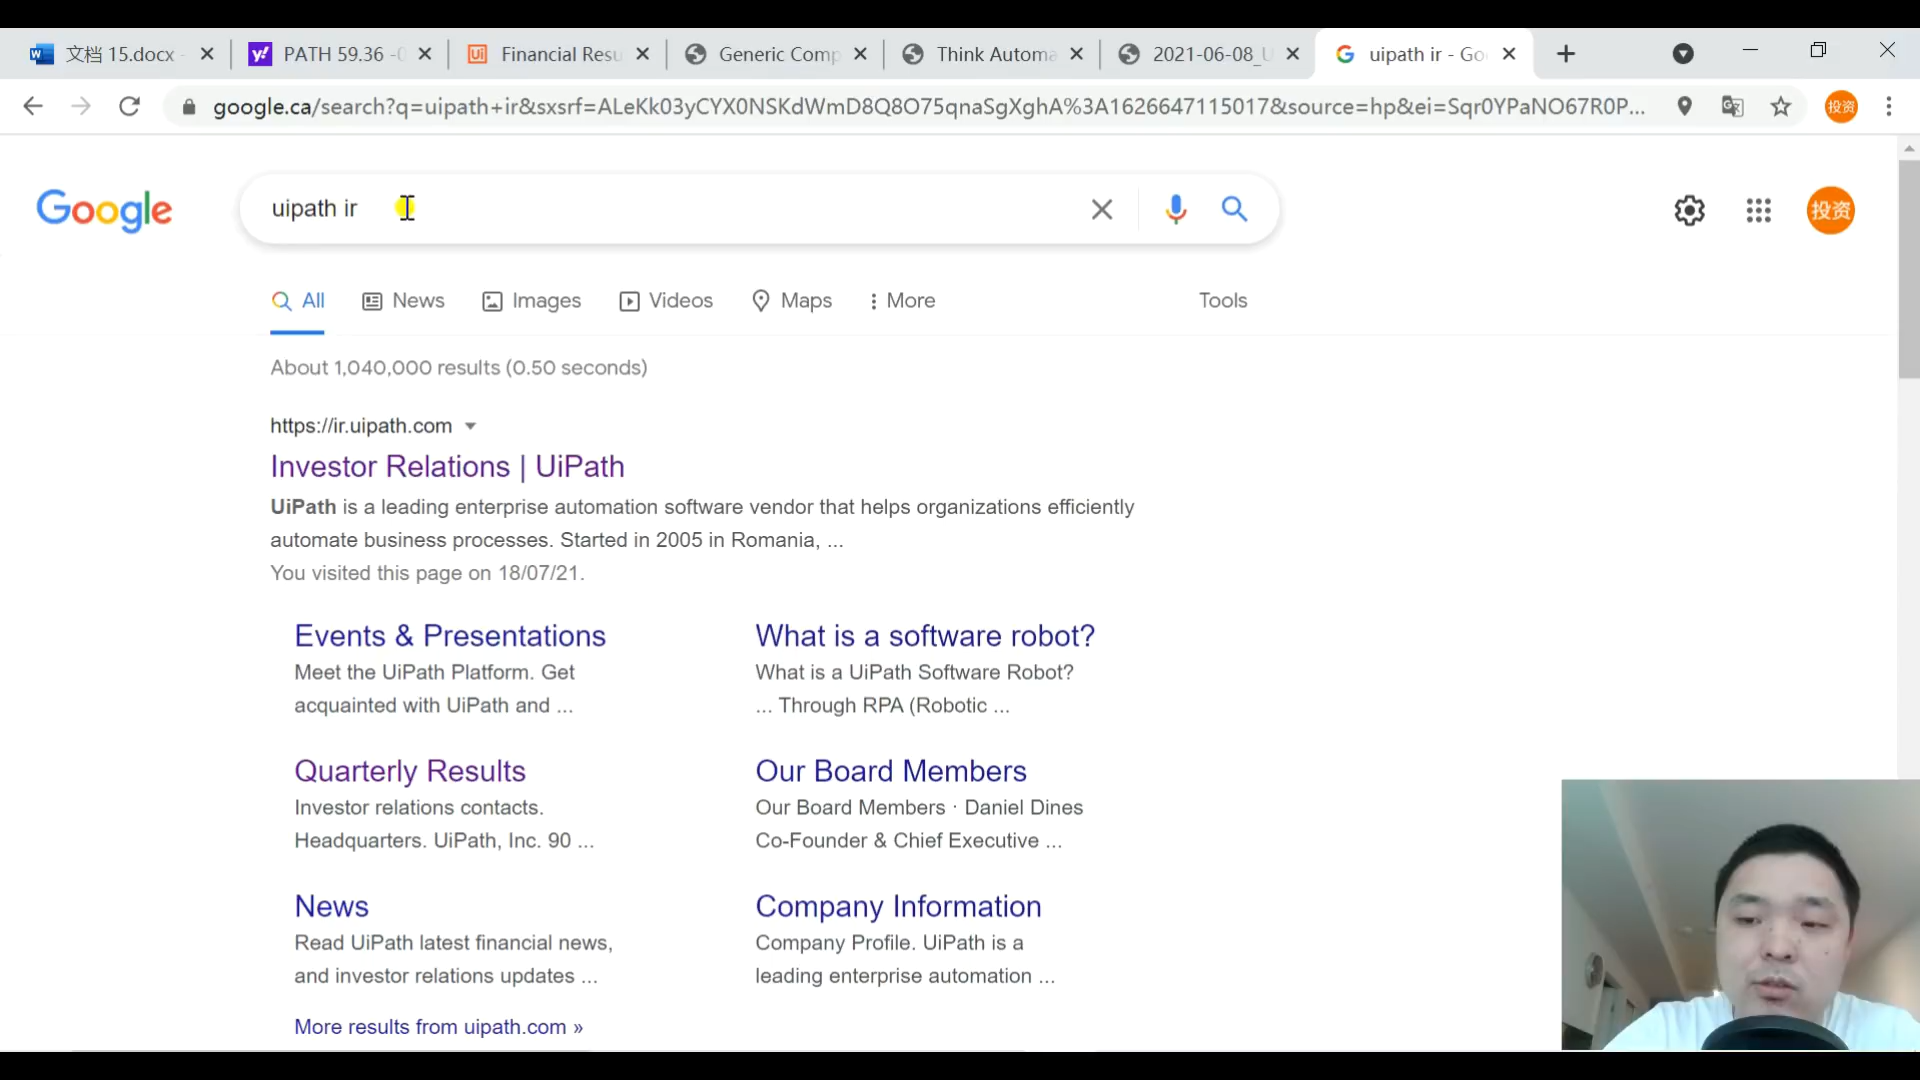 文档 15.docx -
PATH 59.36 -0
Financial Resu
Generic Comp
Think Automa
2021-06-08_U
uipath ir - Go
google.ca/search?q=uipath+ir&sxsrf=ALeKk03yCYX0NSKdWmD8Q8O75qnaSgXghA%3A1626647115017&source=hp&ei=Sqr0YPaNO67R0P...
投资
Google
uipath ir
投资
All
News
Images
Videos
Maps
More
Tools
About 1,040,000 results (0.50 seconds)
https://ir.uipath.com
Investor Relations | UiPath
UiPath is a leading enterprise automation software vendor that helps organizations efficiently
automate business processes. Started in 2005 in Romania, ...
You visited this page on 18/07/21.
Events & Presentations
Meet the UiPath Platform. Get
acquainted with UiPath and ...
What is a software robot?
What is a UiPath Software Robot?
... Through RPA (Robotic ...
Quarterly Results
Investor relations contacts.
Headquarters. UiPath, Inc. 90 ...
Our Board Members
Our Board Members · Daniel Dines
Co-Founder & Chief Executive ...
News
Read UiPath latest financial news,
and investor relations updates ...
Company Information
Company Profile. UiPath is a
leading enterprise automation ...
More results from uipath.com »